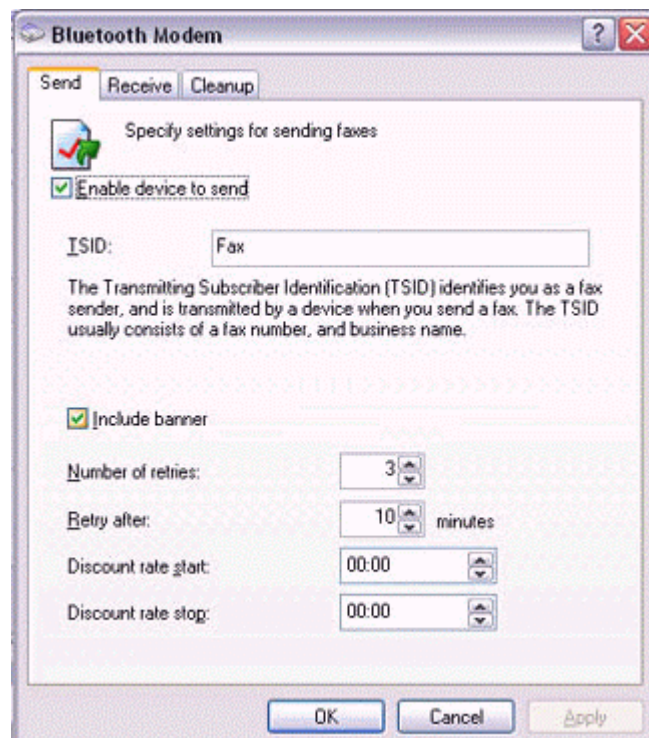 Bluetooth Modem
Send Receive Cleanup
Specify settings for sending faxes
Enable device to send
TSID: Fax
The Transmitting Subscriber Identification (TSID) identifies you as a fax
sender, and is transmitted by a device when you send a fax. The TSID
usually consists of a fax number, and business name.
Include banner
Number of retries: 3
Retry after: 10 minutes
Discount rate start: 00:00
Discount rate stop: 00:00
OK Cancel Apply